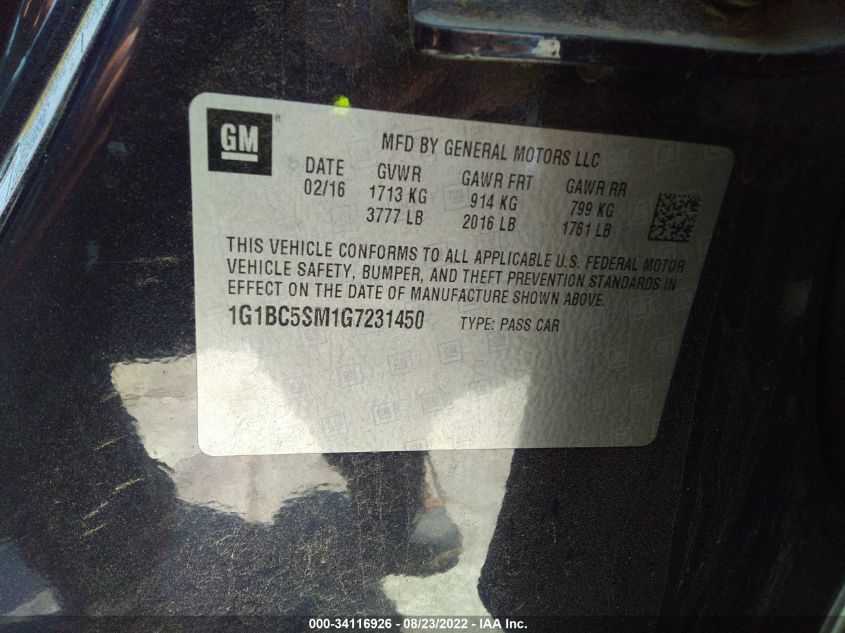 GM
MFD BY GENERAL MOTORS LLC
DATE GVWR GAWR FRT GAWR RR
02/16 1713 KG 914 KG 799 KG
3777 LB 2016 LB 1761 LB
THIS VEHICLE CONFORMS TO ALL APPLICABLE U.S. FEDERAL MOTOR
VEHICLE SAFETY, BUMPER, AND THEFT PREVENTION STANDARDS IN
EFFECT ON THE DATE OF MANUFACTURE SHOWN ABOVE.
1G1BC5SM1G7231450 TYPE: PASS CAR
000-34116926 - 08/23/2022 - IAA Inc.